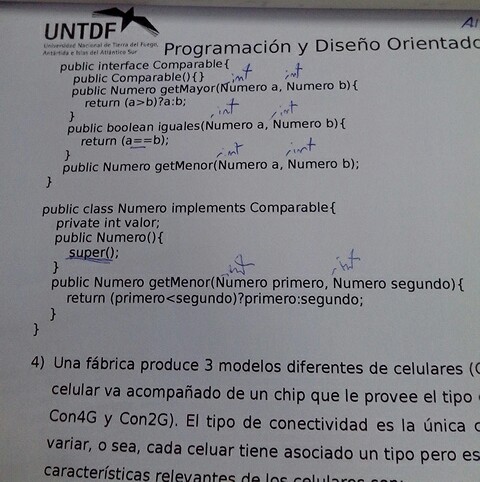 UNTDF
Universidad Nacional de Tierra del Fuego,
Antártida e Islas del Atlántico Sur
Programación y Diseño Orientado
public interface Comparable{
public Comparable(){}
int int
public Numero getMayor(Numero a, Numero b){
return (a>b)?a:b;
}
int int
public boolean iguales(Numero a, Numero b){
return (a==b);
}
int int
public Numero getMenor(Numero a, Numero b);
}
public class Numero implements Comparable{
private int valor;
public Numero(){
super();
}
int int
public Numero getMenor(Numero primero, Numero segundo){
return (primero<segundo)?primero:segundo;
}
}
4) Una fábrica produce 3 modelos diferentes de celulares (
celular va acompañado de un chip que le provee el tipo
Con4G y Con2G). El tipo de conectividad es la única
variar, o sea, cada celuar tiene asociado un tipo pero
características relevantes de los celulares